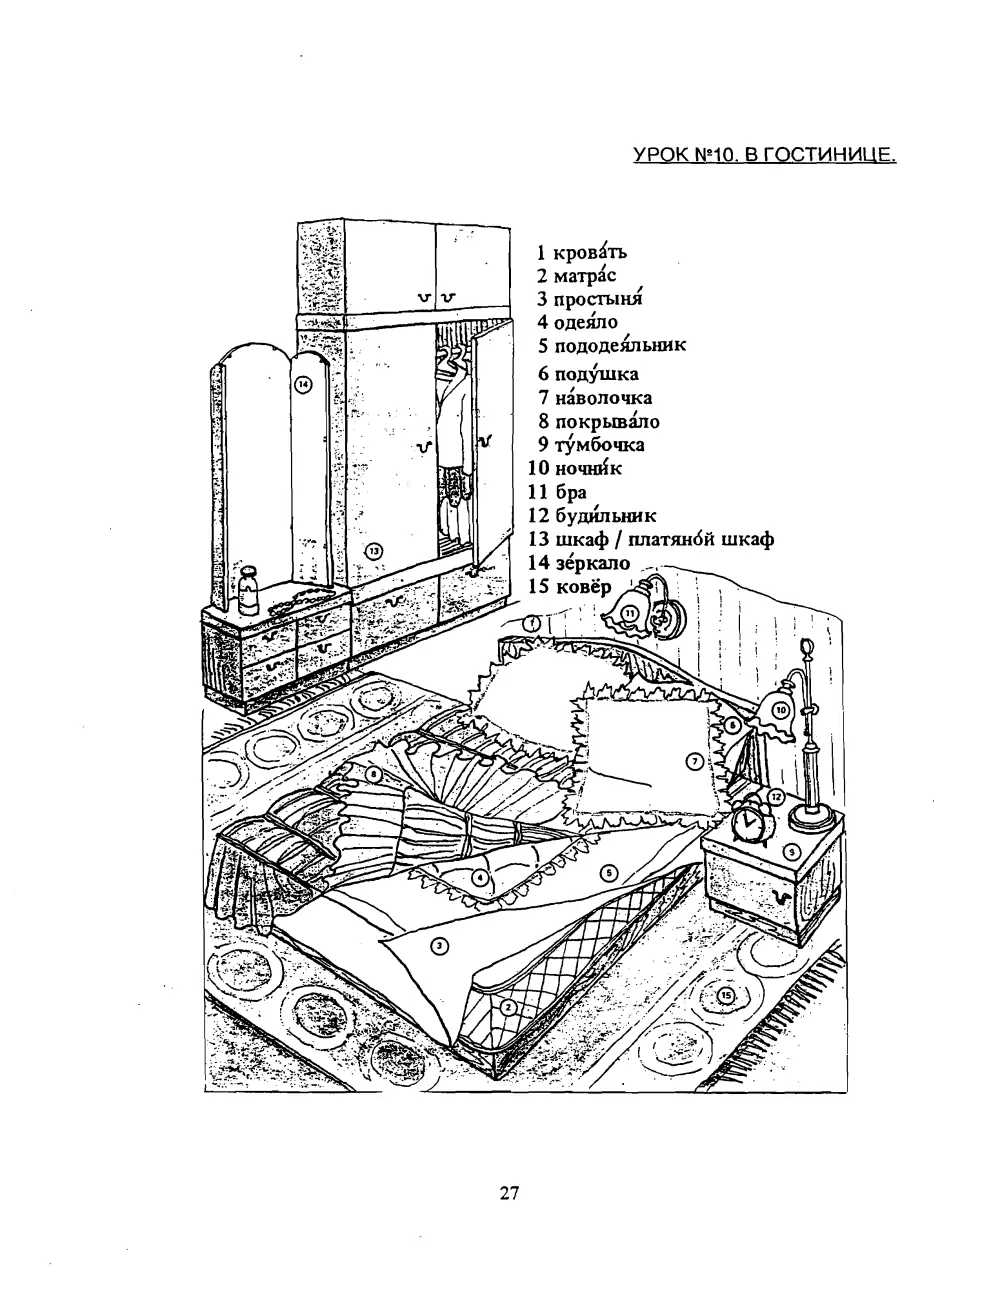 УРОК №10. В ГОСТИНИЦЕ.
1 крова́ть
2 матра́с
3 простыня́
4 одея́ло
5 пододея́льник
6 поду́шка
7 на́волочка
8 покрыва́ло
9 ту́мбочка
10 ночни́к
11 бра
12 буди́льник
13 шкаф / платяно́й шкаф
14 зе́ркало
15 ковёр
14
13
11
1
10
6
7
12
8
9
4
5
3
15
2
27